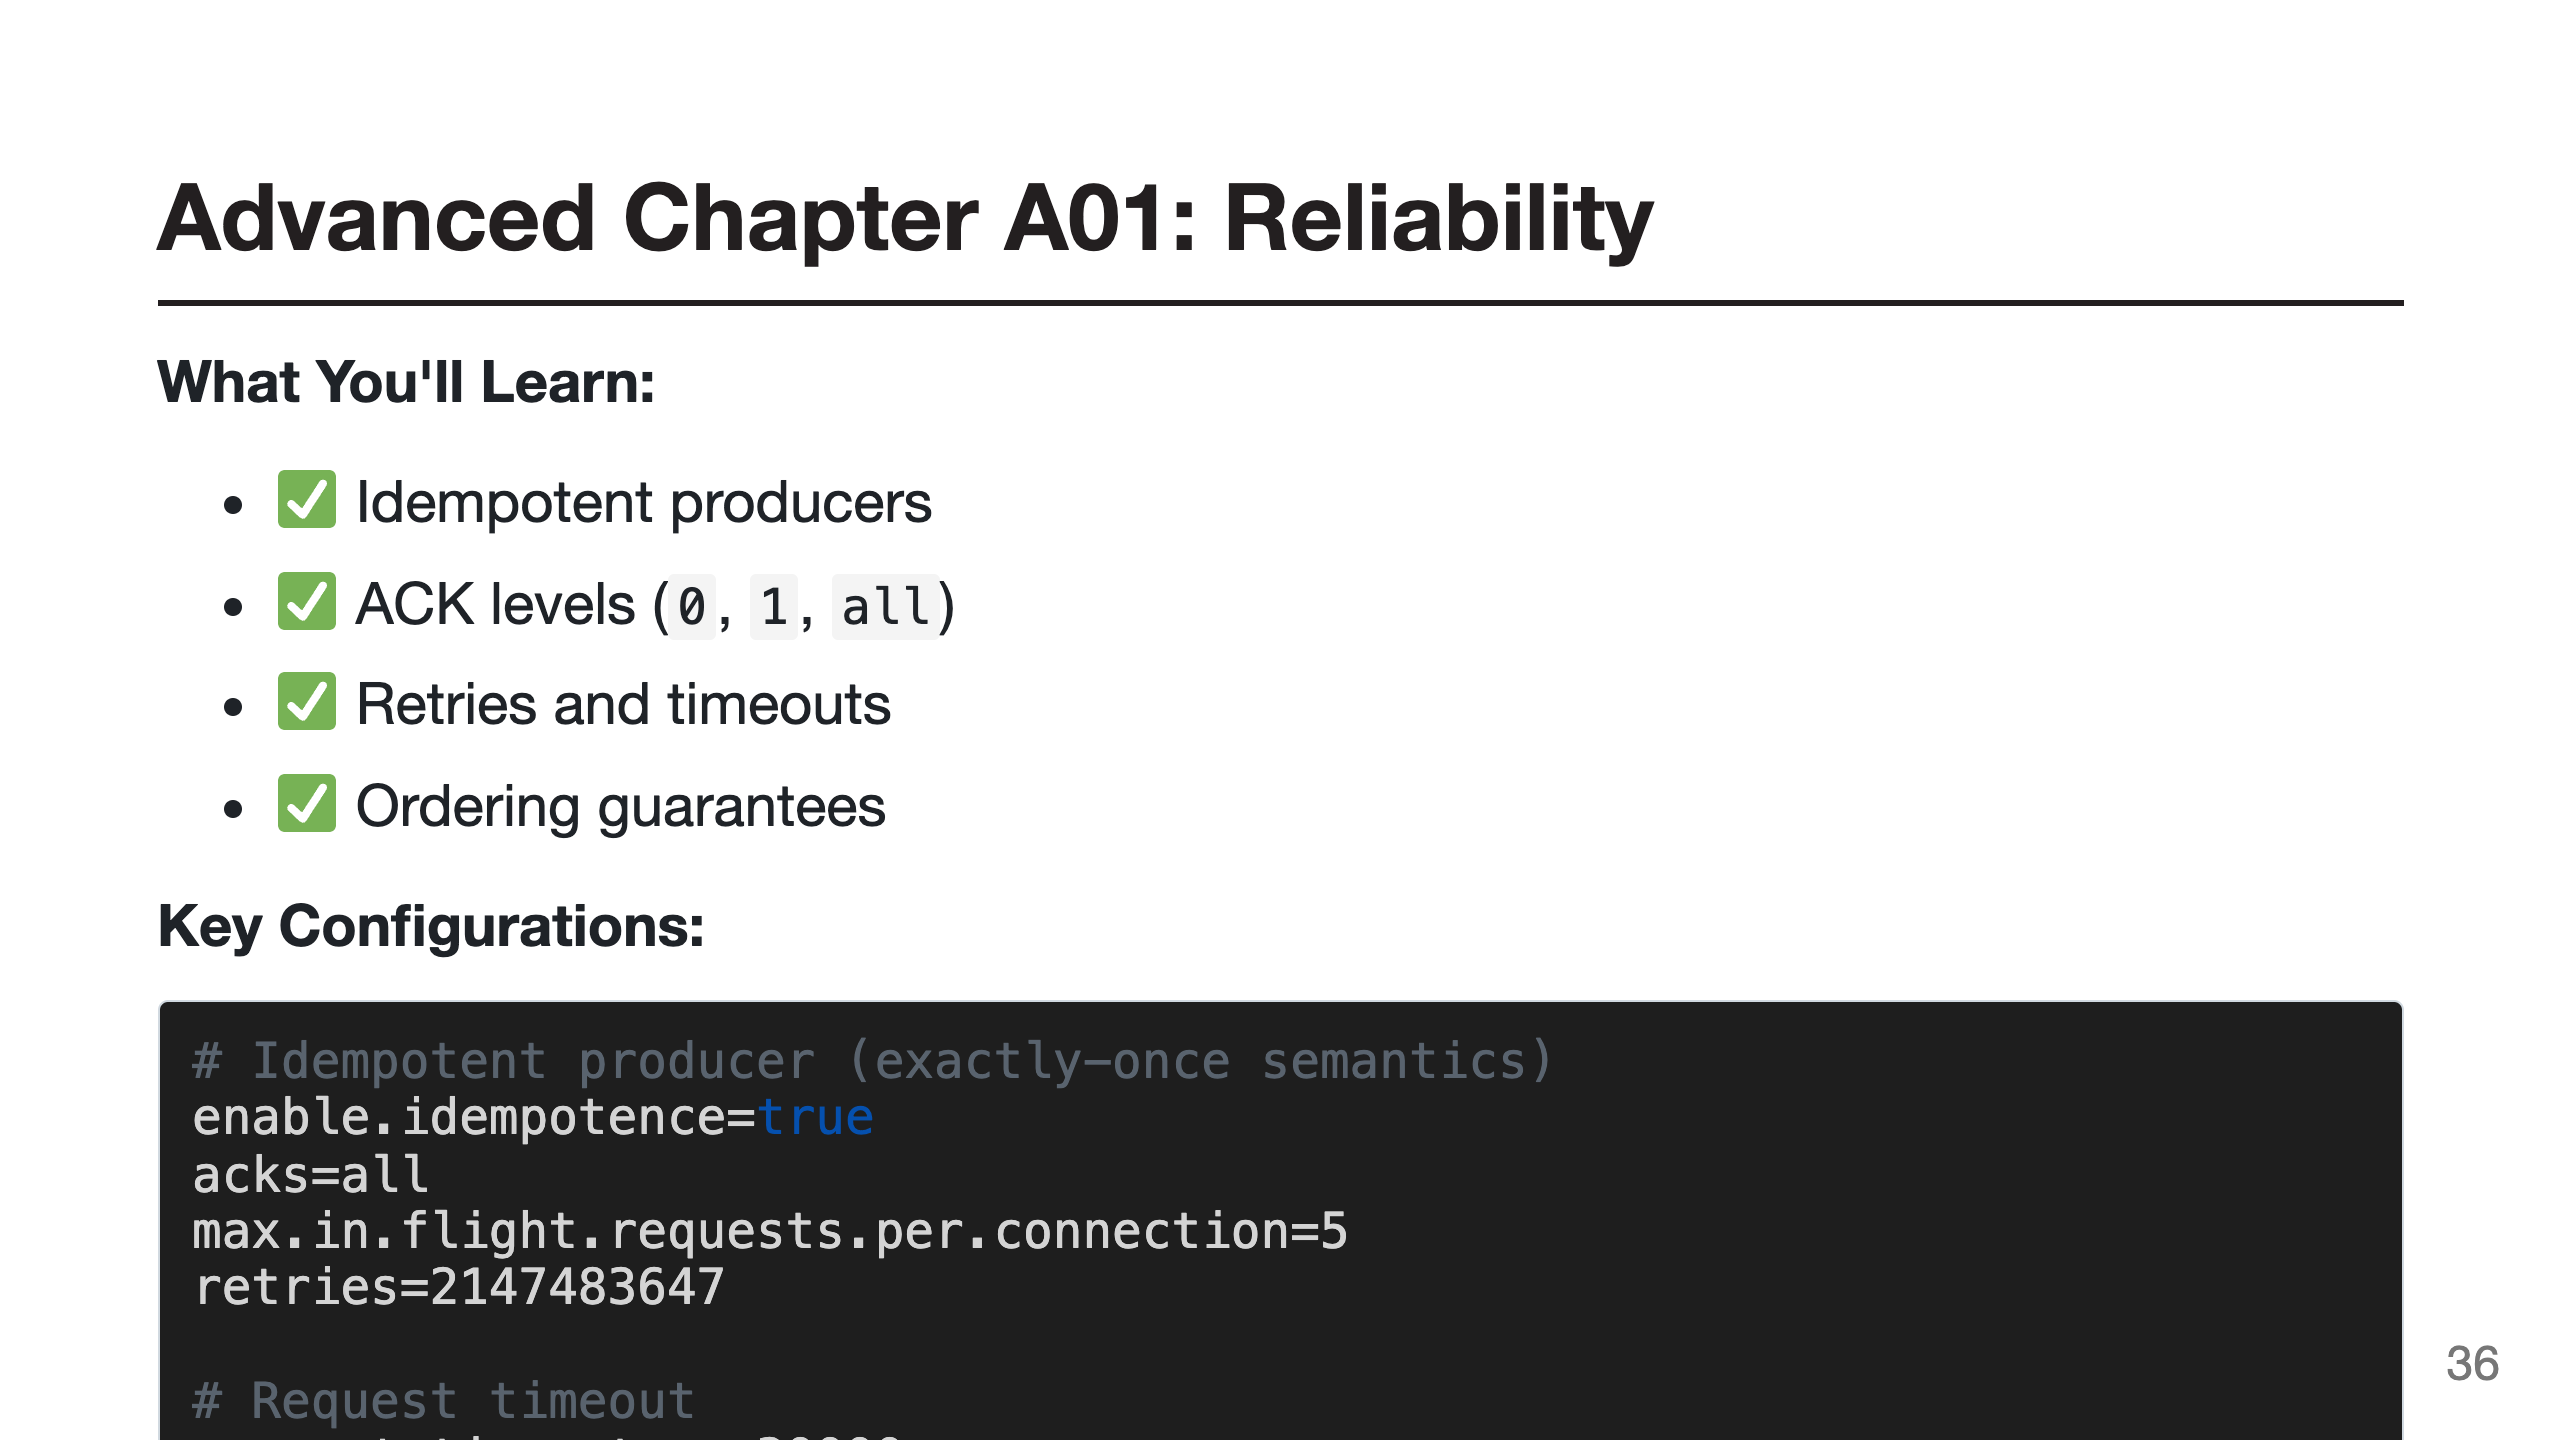 Advanced Chapter A01: Reliability
What You'll Learn:
• ✅ Idempotent producers
• ✅ ACK levels (0, 1, all)
• ✅ Retries and timeouts
• ✅ Ordering guarantees
Key Configurations:
# Idempotent producer (exactly-once semantics)
enable.idempotence=true
acks=all
max.in.flight.requests.per.connection=5
retries=2147483647
# Request timeout
36